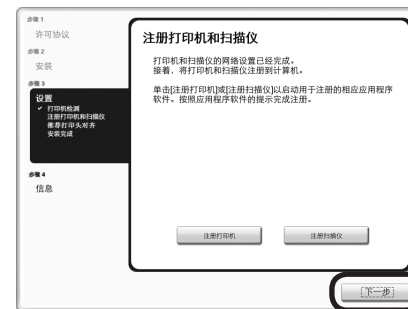 步骤 1
许可协议
步骤 2
安装
步骤 3
设置
✓ 打印机检测
注册打印机和扫描仪
推荐打印头对齐
安装完成
步骤 4
信息
注册打印机和扫描仪
打印机和扫描仪的网络设置已经完成。
接着，将打印机和扫描仪注册到计算机。
单击[注册打印机]或[注册扫描仪]以启动用于注册的相应应用程序
软件。按照应用程序软件的提示完成注册。
注册打印机
注册扫描仪
下一步